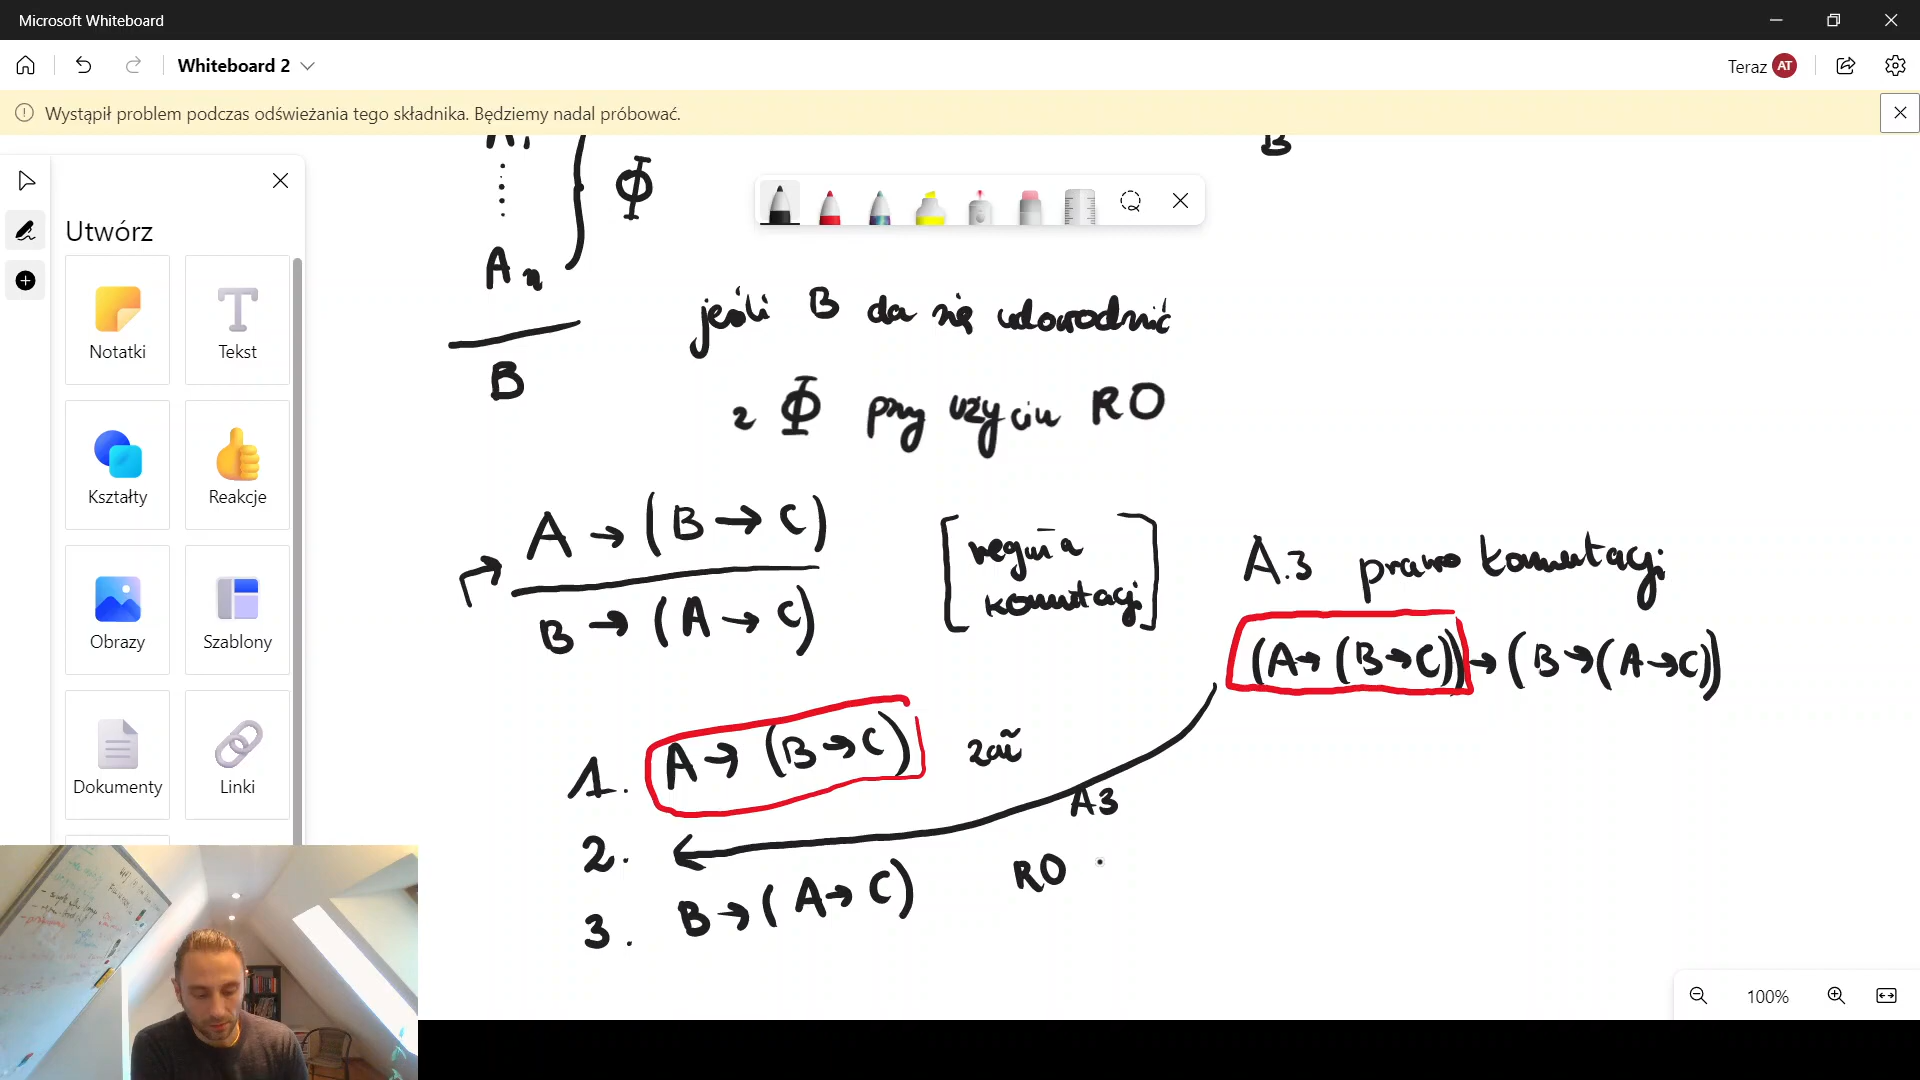 Microsoft Whiteboard
Whiteboard 2
Teraz AT
Wystąpił problem podczas odświeżania tego składnika. Będziemy nadal próbować.
Utwórz
Notatki
Tekst
Kształty
Reakcje
Obrazy
Szablony
Dokumenty
Linki
Φ
B
An
B
jeśli B da się udowodnić
z Φ przy użyciu RO
A → (B → C)
B → (A → C)
[reguła
komutacji]
A.3 prawo komutacji
(A → (B → C)) → (B → (A → C))
1. A → (B → C) zał
2. A3
3. B → (A → C) RO
100%